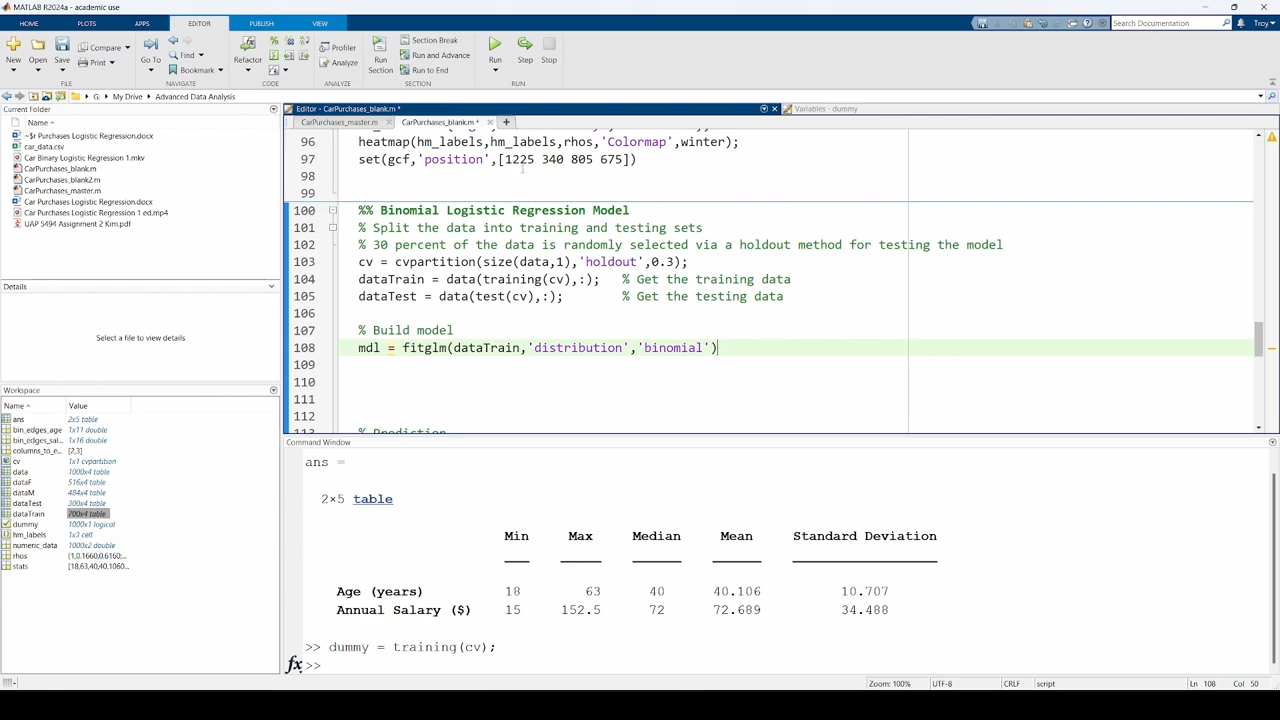 MATLAB R2024a - academic use
HOME PLOTS APPS EDITOR PUBLISH VIEW
Search Documentation
Troy
New Open Save Compare Print
Go To Find Bookmark
Refactor
Profiler
Analyze
Run Section
Section Break
Run and Advance
Run to End
Run Step Stop
FILE NAVIGATE CODE ANALYZE SECTION RUN
G: My Drive Advanced Data Analysis
Current Folder
Name
~$r Purchases Logistic Regression.docx
car_data.csv
Car Binary Logistic Regression 1.mkv
CarPurchases_blank.m
CarPurchases_blank2.m
CarPurchases_master.m
Car Purchases Logistic Regression.docx
Car Purchases Logistic Regression 1 ed.mp4
UAP 5494 Assignment 2 Kim.pdf
Details
Select a file to view details
Workspace
Name Value
ans 2x5 table
bin_edges_age 1x11 double
bin_edges_sal... 1x16 double
columns_to_e... [2,3]
cv 1x1 cvpartition
data 1000x4 table
dataF 516x4 table
dataM 484x4 table
dataTest 300x4 table
dataTrain 700x4 table
dummy 1000x1 logical
hm_labels 1x3 cell
numeric_data 1000x2 double
rhos [1,0.1660,0.6160;...
stats [18,63,40,40.1060...
Editor - CarPurchases_blank.m *
Variables - dummy
CarPurchases_master.m CarPurchases_blank.m *
96 heatmap(hm_labels,hm_labels,rhos,'Colormap',winter);
97 set(gcf,'position',[1225 340 805 675])
98
99
100 %% Binomial Logistic Regression Model
101 % Split the data into training and testing sets
102 % 30 percent of the data is randomly selected via a holdout method for testing the model
103 cv = cvpartition(size(data,1),'holdout',0.3);
104 dataTrain = data(training(cv),:); % Get the training data
105 dataTest = data(test(cv),:); % Get the testing data
106
107 % Build model
108 mdl = fitglm(dataTrain,'distribution','binomial')
109
110
111
112
113 % Prediction
Command Window
ans =
2×5 table
Min Max Median Mean Standard Deviation
Age (years) 18 63 40 40.106 10.707
Annual Salary ($) 15 152.5 72 72.689 34.488
>> dummy = training(cv);
fx >>
Zoom: 100% UTF-8 CRLF script Ln 108 Col 50